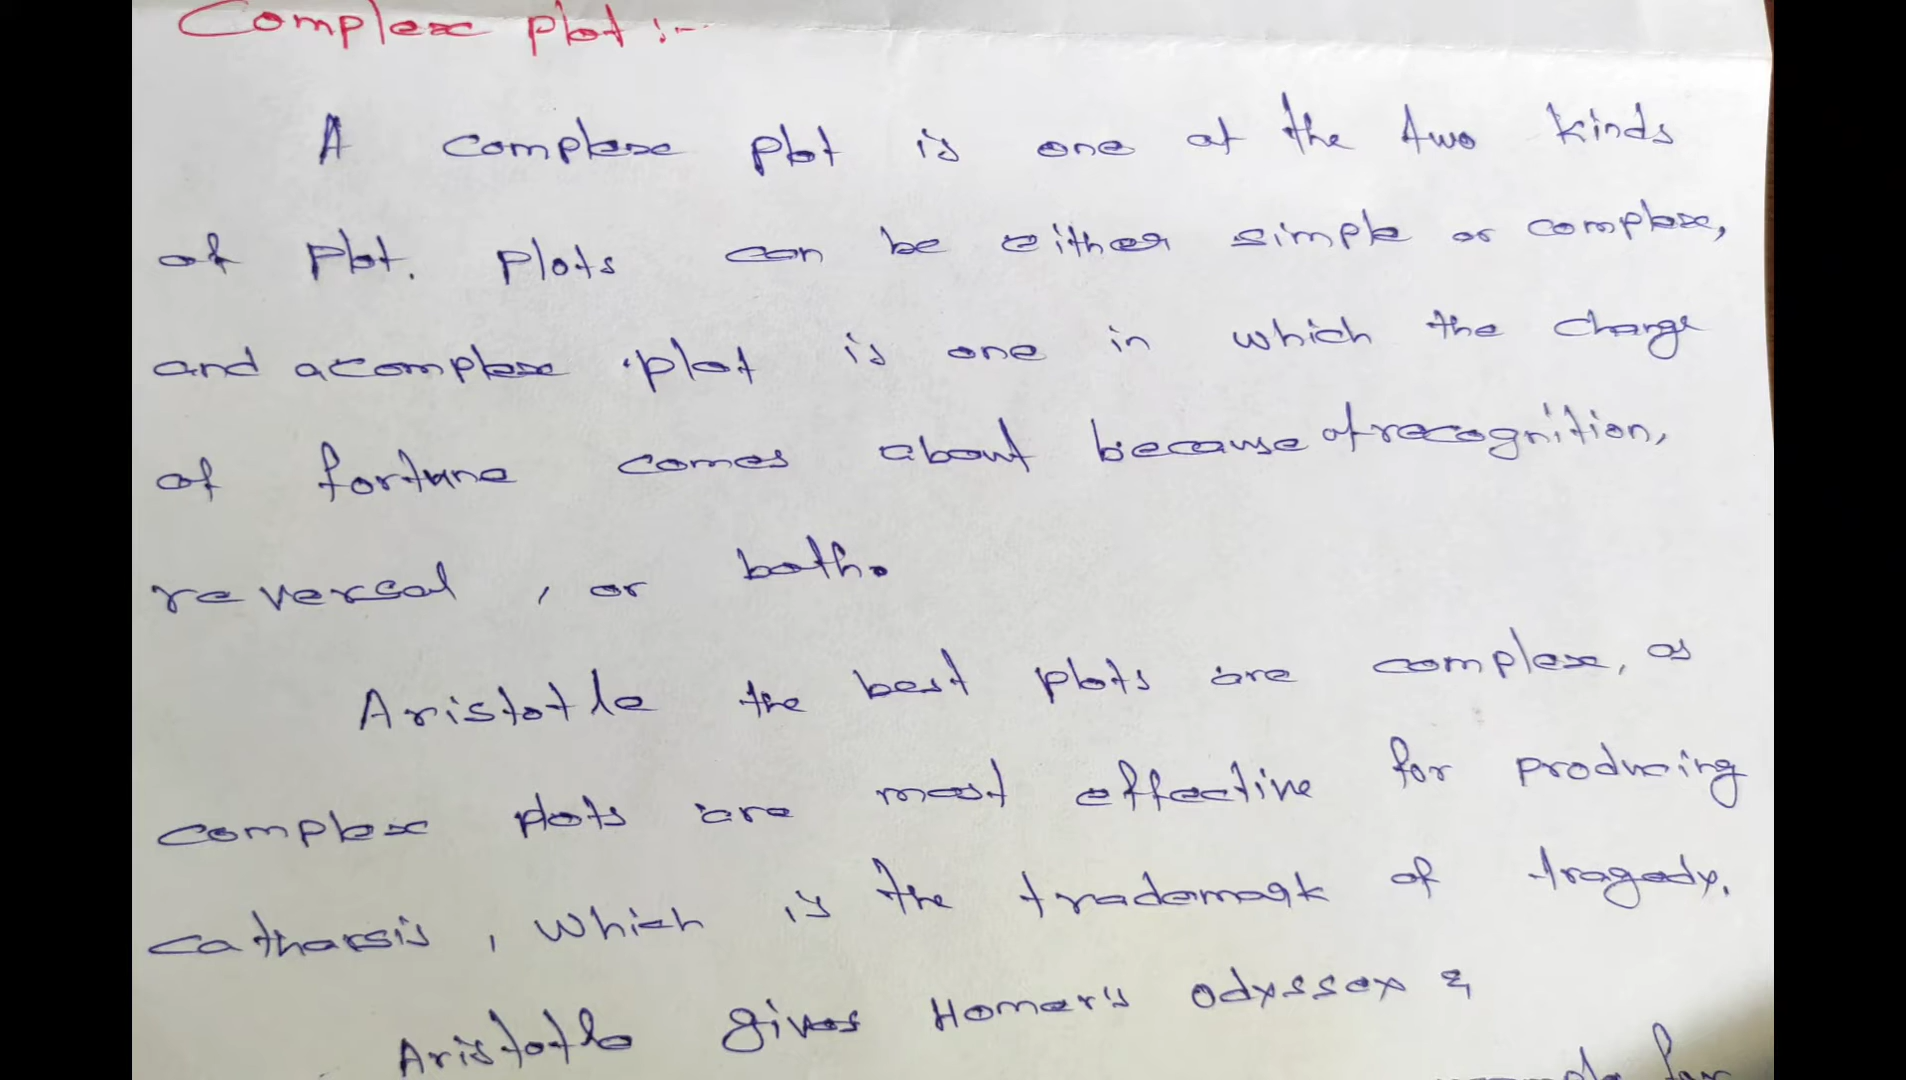 Complex plot :-
A complex plot is one of the two kinds
of plot. Plots can be either simple or complex,
and a complex plot is one in which the change
of fortune comes about because of recognition,
reversal, or both.
Aristotle the best plots are complex, as
complex plots are most effective for producing
catharsis, which is the trademark of tragedy.
Aristotle gives Homer's odyssey &